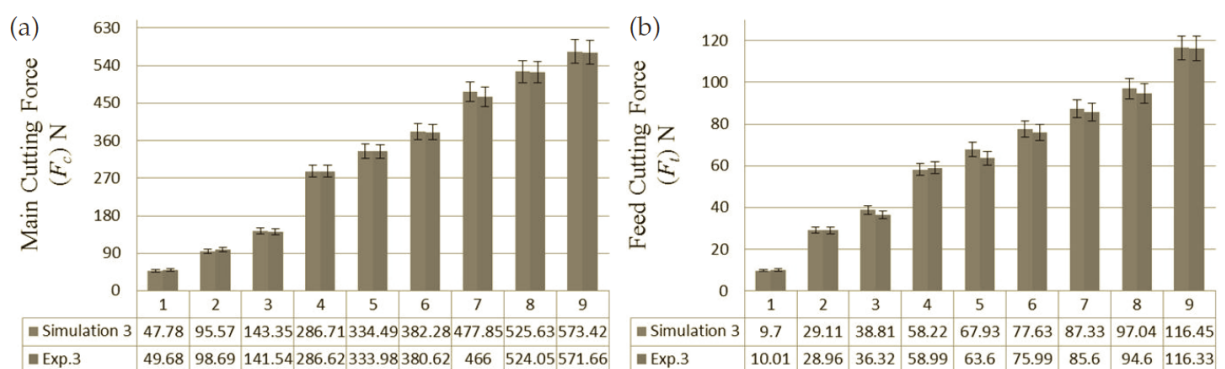 (a)
Main Cutting Force
(Fc) N
630
540
450
360
270
180
90
0
1 2 3 4 5 6 7 8 9
Simulation 3 47.78 95.57 143.35 286.71 334.49 382.28 477.85 525.63 573.42
Exp.3 49.68 98.69 141.54 286.62 333.98 380.62 466 524.05 571.66
(b)
Feed Cutting Force
(Ft) N
120
100
80
60
40
20
0
1 2 3 4 5 6 7 8 9
Simulation 3 9.7 29.11 38.81 58.22 67.93 77.63 87.33 97.04 116.45
Exp.3 10.01 28.96 36.32 58.99 63.6 75.99 85.6 94.6 116.33